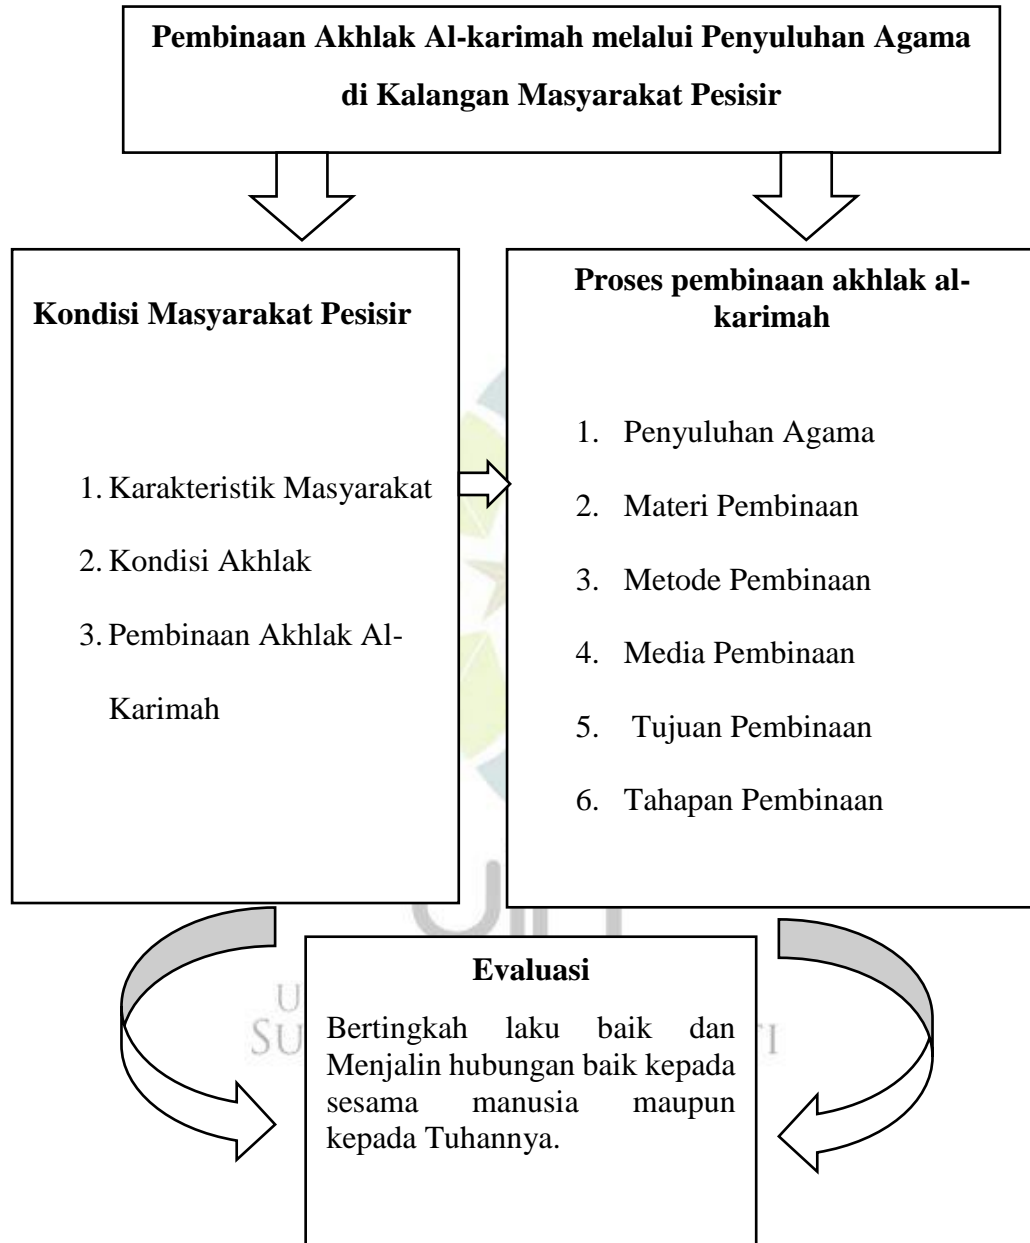 Pembinaan Akhlak Al-karimah melalui Penyuluhan Agama
di Kalangan Masyarakat Pesisir
Kondisi Masyarakat Pesisir
1. Karakteristik Masyarakat
2. Kondisi Akhlak
3. Pembinaan Akhlak Al-
Karimah
Proses pembinaan akhlak al-
karimah
1. Penyuluhan Agama
2. Materi Pembinaan
3. Metode Pembinaan
4. Media Pembinaan
5. Tujuan Pembinaan
6. Tahapan Pembinaan
Evaluasi
Bertingkah laku baik dan
Menjalin hubungan baik kepada
sesama manusia maupun
kepada Tuhannya.